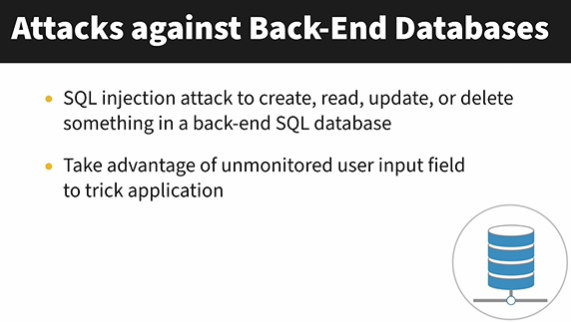 Attacks against Back-End Databases
• SQL injection attack to create, read, update, or delete
something in a back-end SQL database
• Take advantage of unmonitored user input field
to trick application